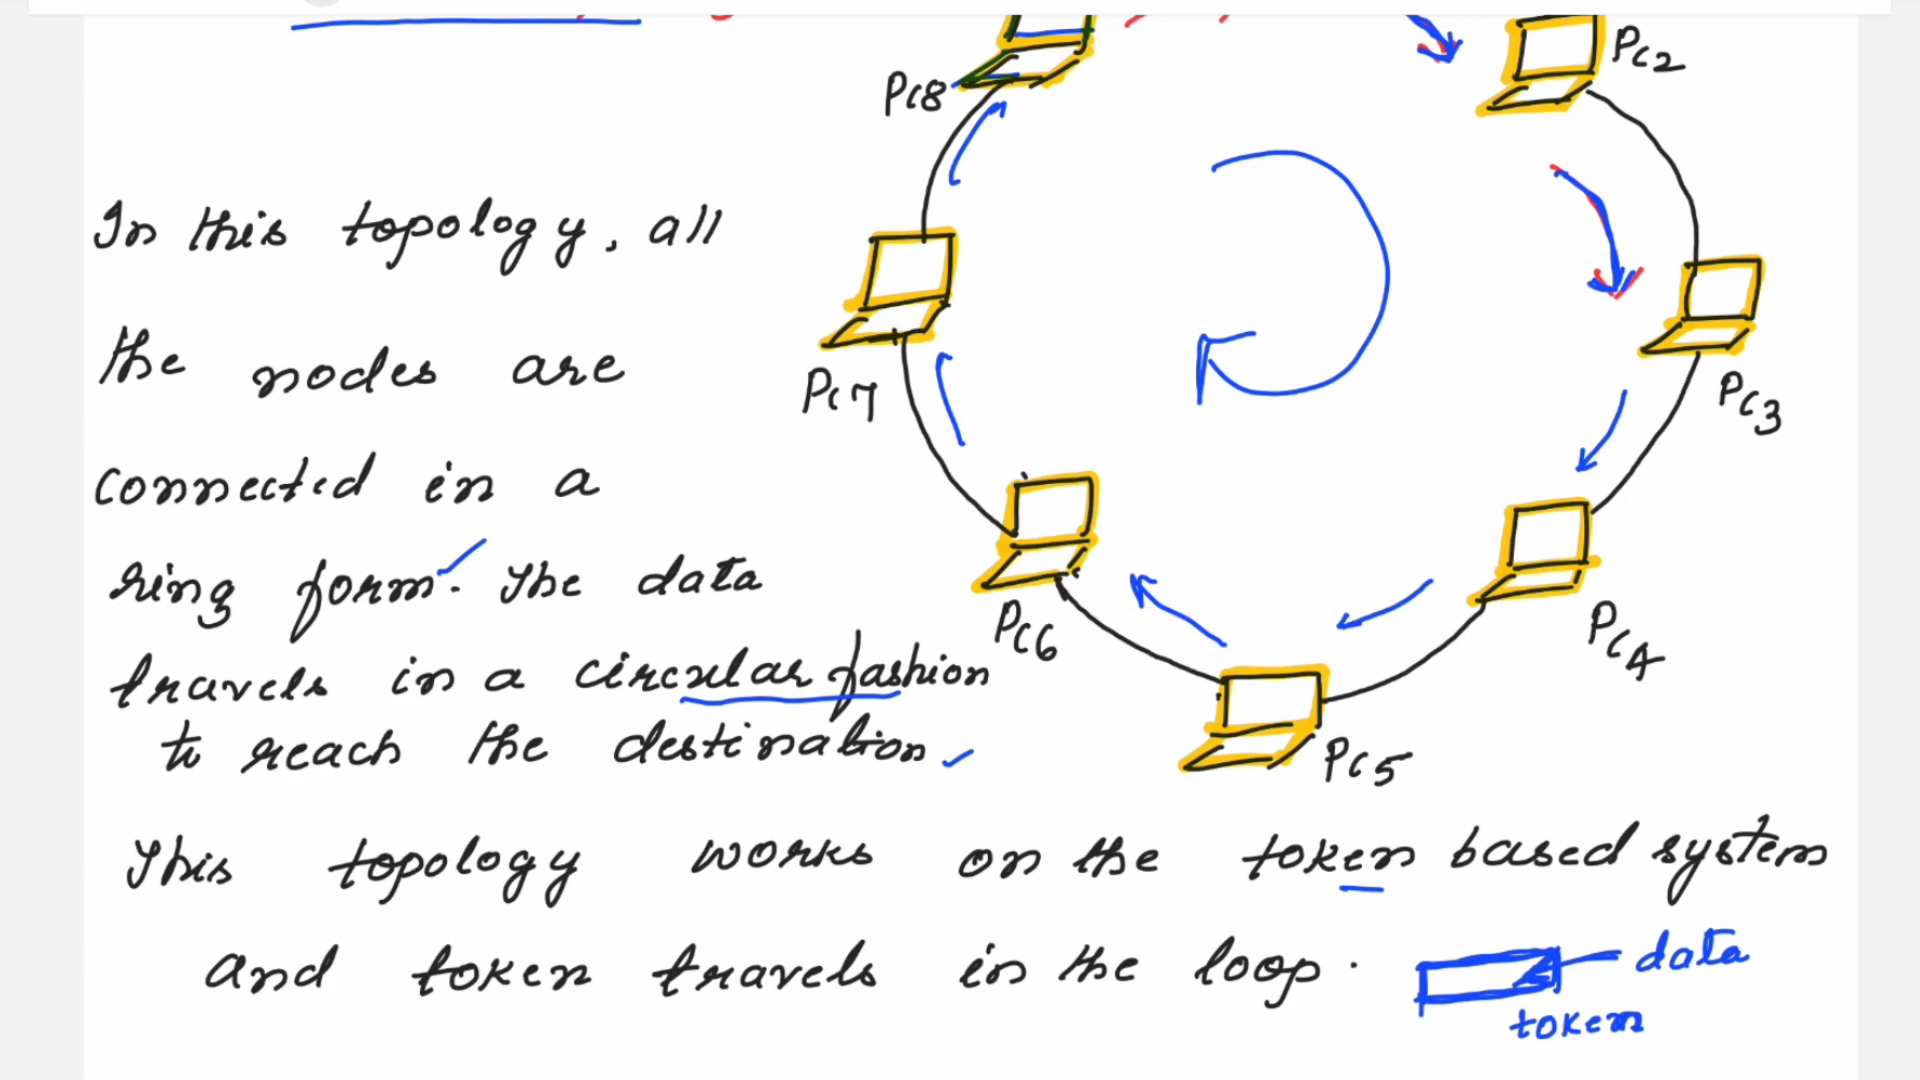 PC8
PC2
In this topology, all
the nodes are
connected in a
ring form. The data
travels in a circular fashion
to reach the destination
This topology works on the token based system
and token travels in the loop.
PC7
PC3
PC6
PC4
PC5
data
token